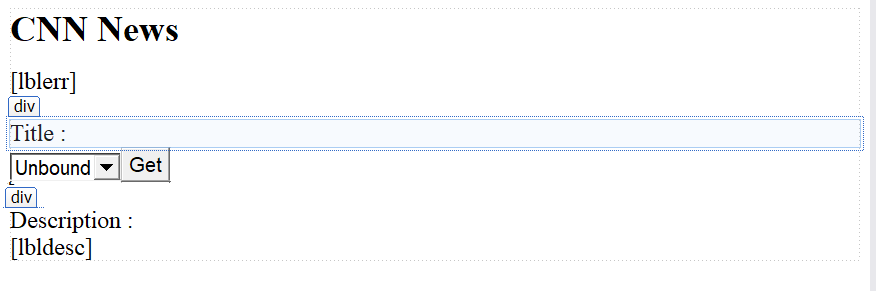 CNN News
[lblerr]
div
Title :
Unbound Get
div
Description :
[lbldesc]